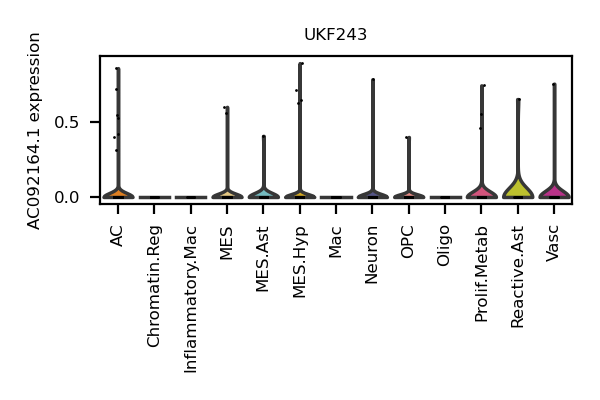 UKF243
AC092164.1 expression
0.5
0.0
AC
Chromatin.Reg
Inflammatory.Mac
MES
MES.Ast
MES.Hyp
Mac
Neuron
OPC
Oligo
Prolif.Metab
Reactive.Ast
Vasc